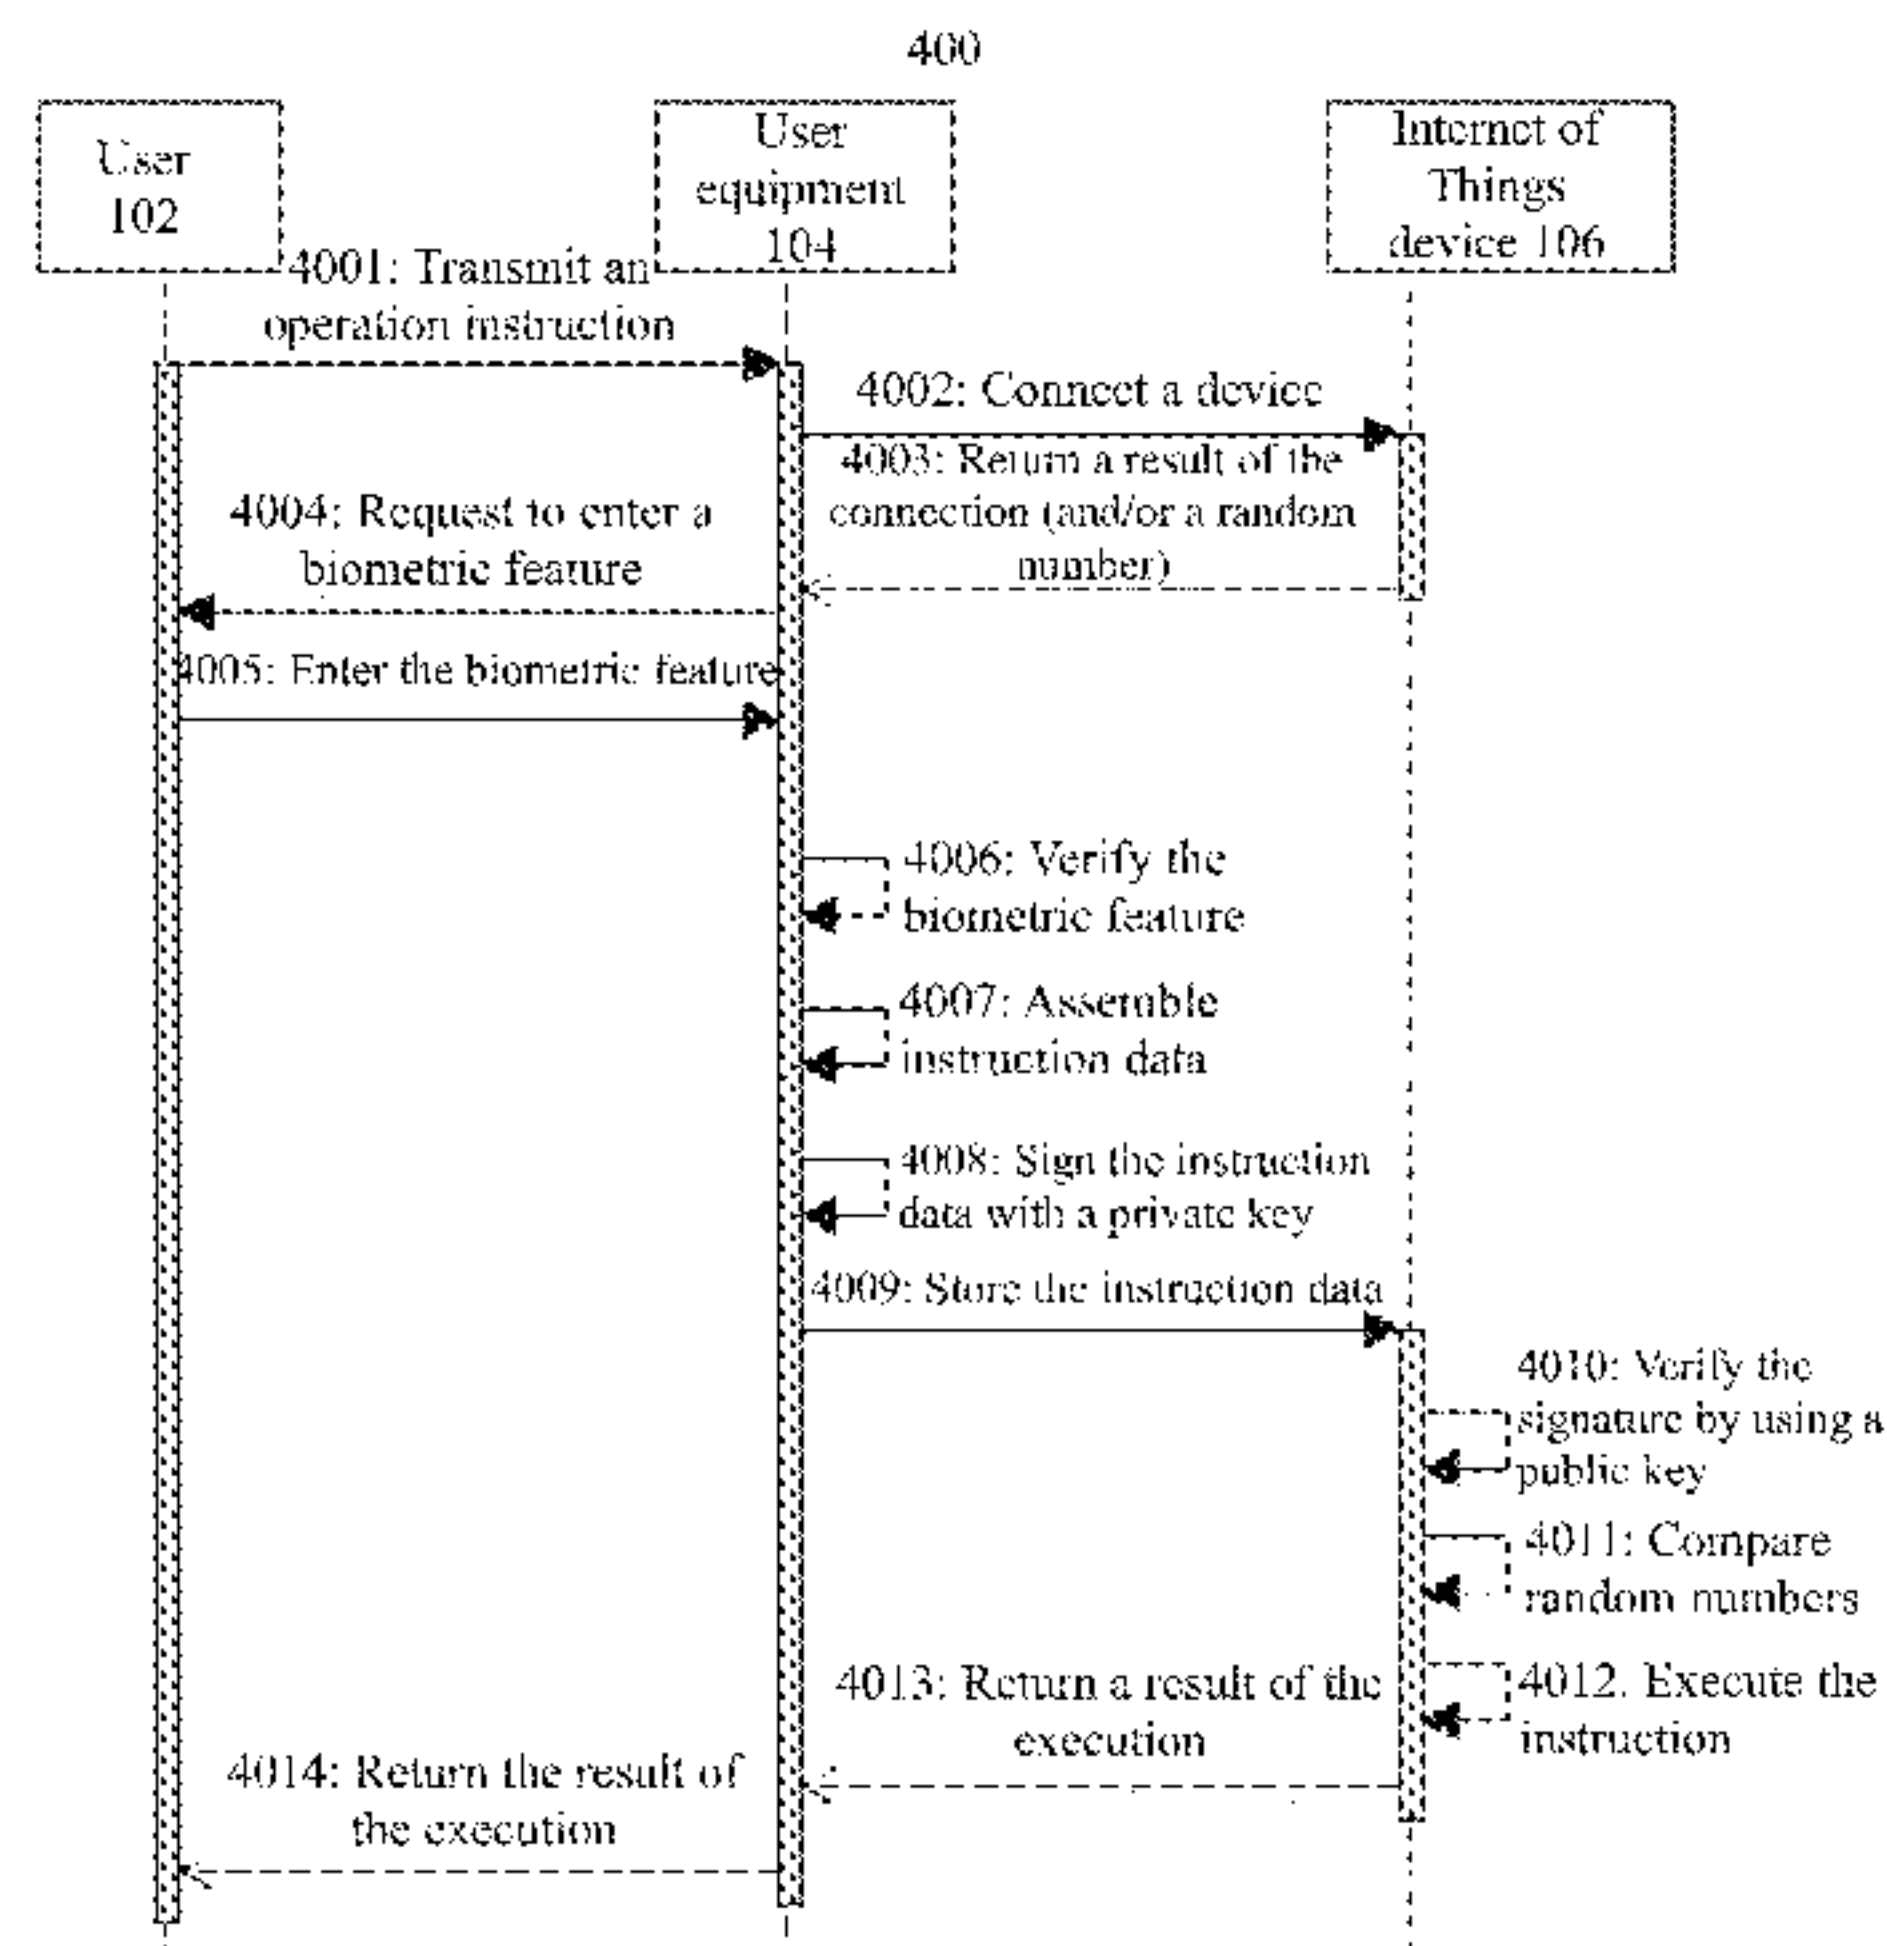 400
User
102
User
equipment
104
Internet of
Things
device 106
4001: Transmit an
operation instruction
4002: Connect a device
4003: Return a result of the
connection (and/or a random
number)
4004: Request to enter a
biometric feature
4005: Enter the biometric feature
4006: Verify the
biometric feature
4007: Assemble
instruction data
4008: Sign the instruction
data with a private key
4009: Store the instruction data
4010: Verify the
signature by using a
public key
4011: Compare
random numbers
4012. Execute the
instruction
4013: Return a result of the
execution
4014: Return the result of
the execution